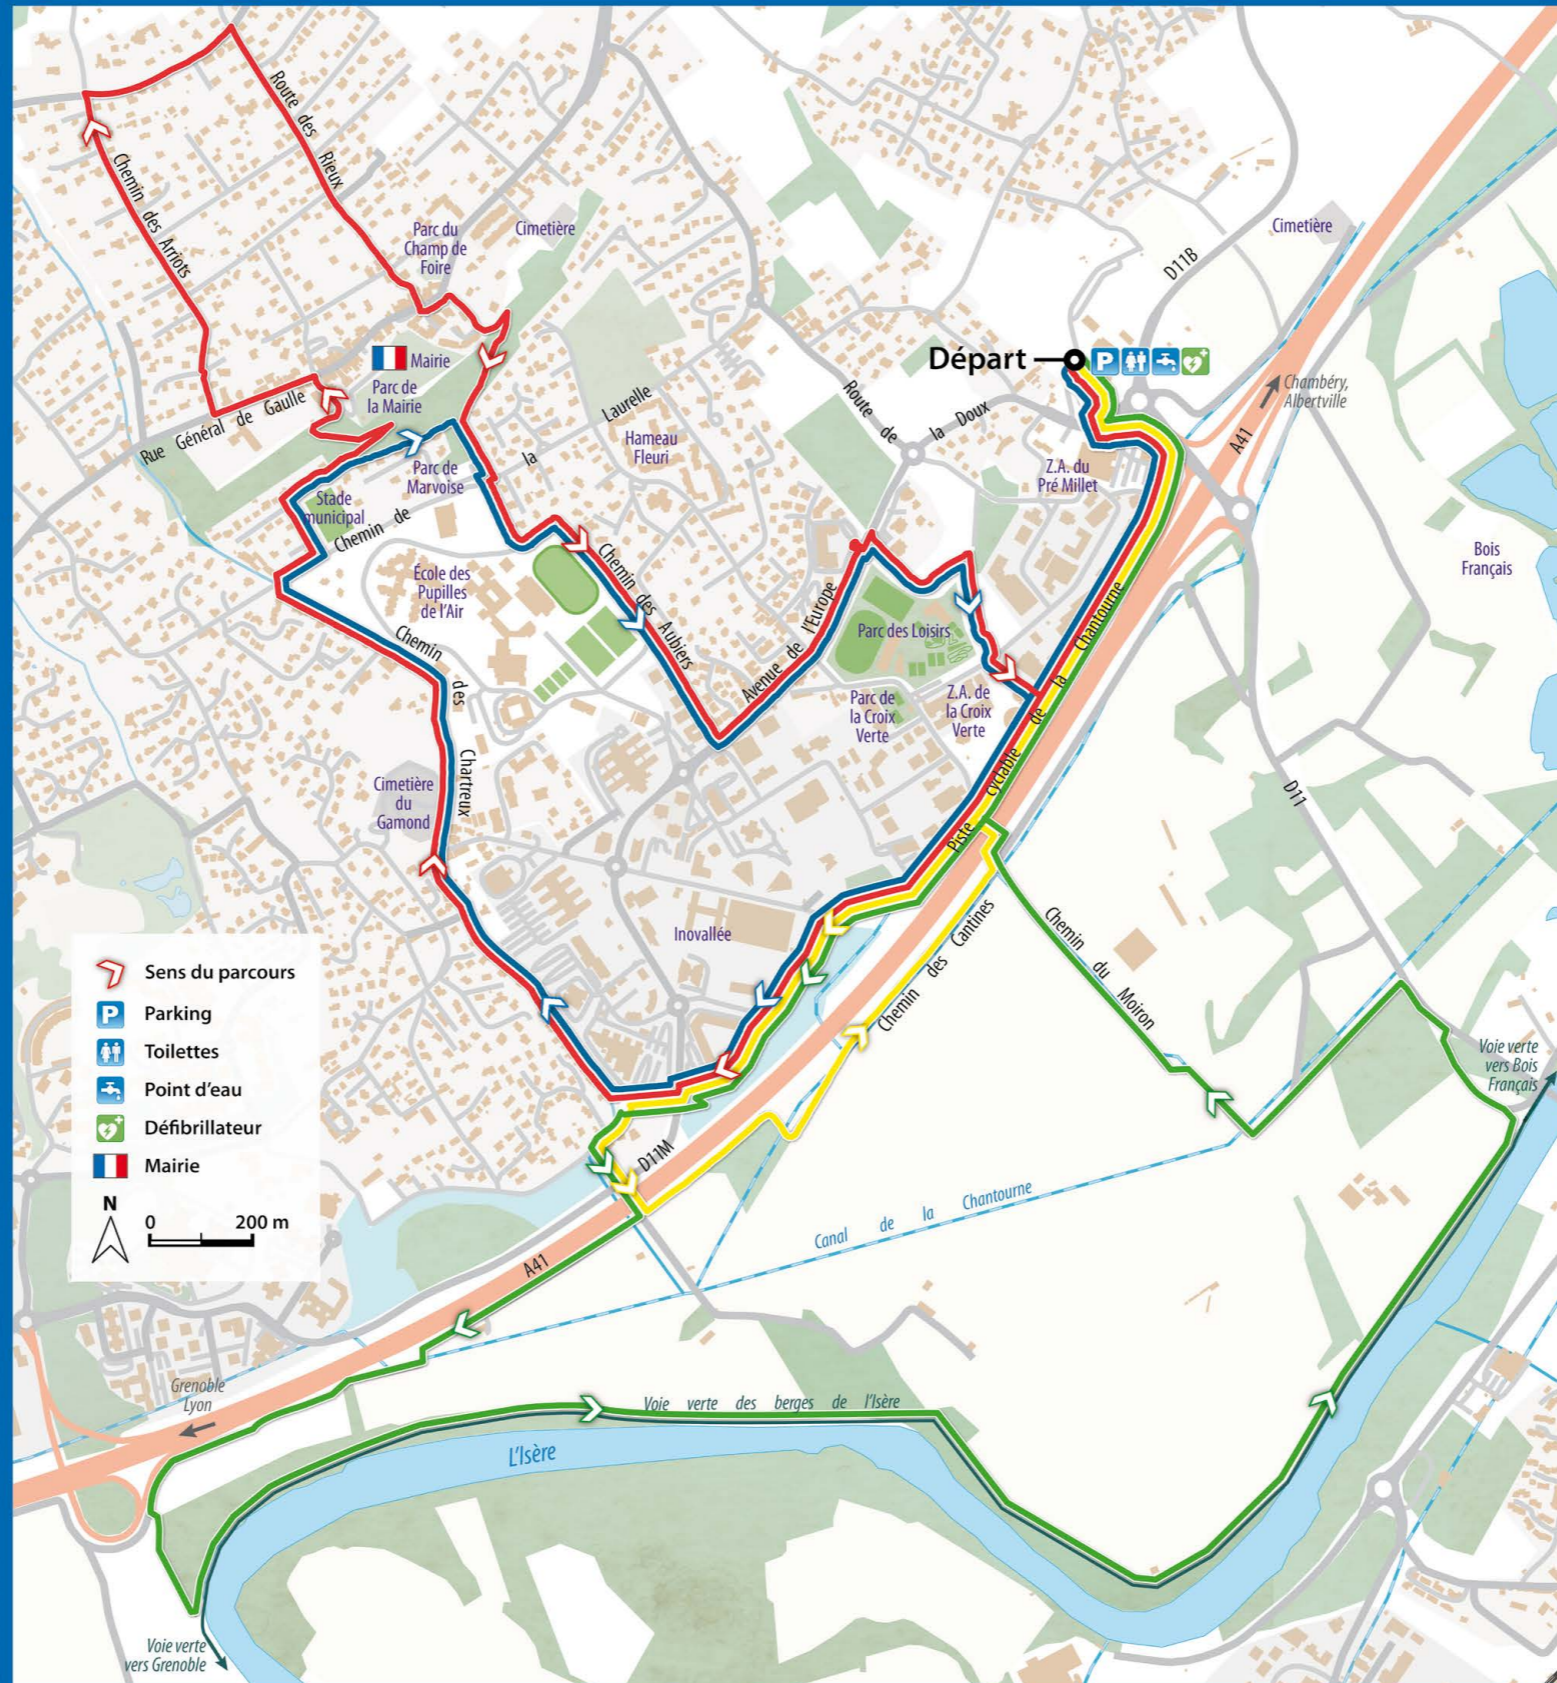 Route des
Rieux
Chemin des Arriots
Parc du
Champ de
Foire
Cimetière
Cimetière
D11B
Départ
P
Chambéry,
Albertville
A41
Mairie
Parc de
la Mairie
Rue Général de Gaulle
Laurelle
la
Chemin de
Hameau
Fleuri
Route de la Doux
Z.A. du
Pré Millet
Parc de
Marvoise
Stade
municipal
École des
Pupilles
de l'Air
Chemin des Aubiers
Bois
Français
Parc des Loisirs
Avenue de l'Europe
Chemin des Chartreux
Parc de
la Croix
Verte
Z.A. de
la Croix
Verte
Piste cyclable de la Chantourne
Cimetière
du
Gamond
D11
Inovallée
Chemin des Cantines
Chemin du Moiron
Voie verte
vers Bois
Français
Sens du parcours
P Parking
Toilettes
Point d'eau
Défibrillateur
Mairie
N
0 200 m
D11M
Canal de la Chantourne
A41
Grenoble
Lyon
Voie verte des berges de l'Isère
L'Isère
Voie verte
vers Grenoble